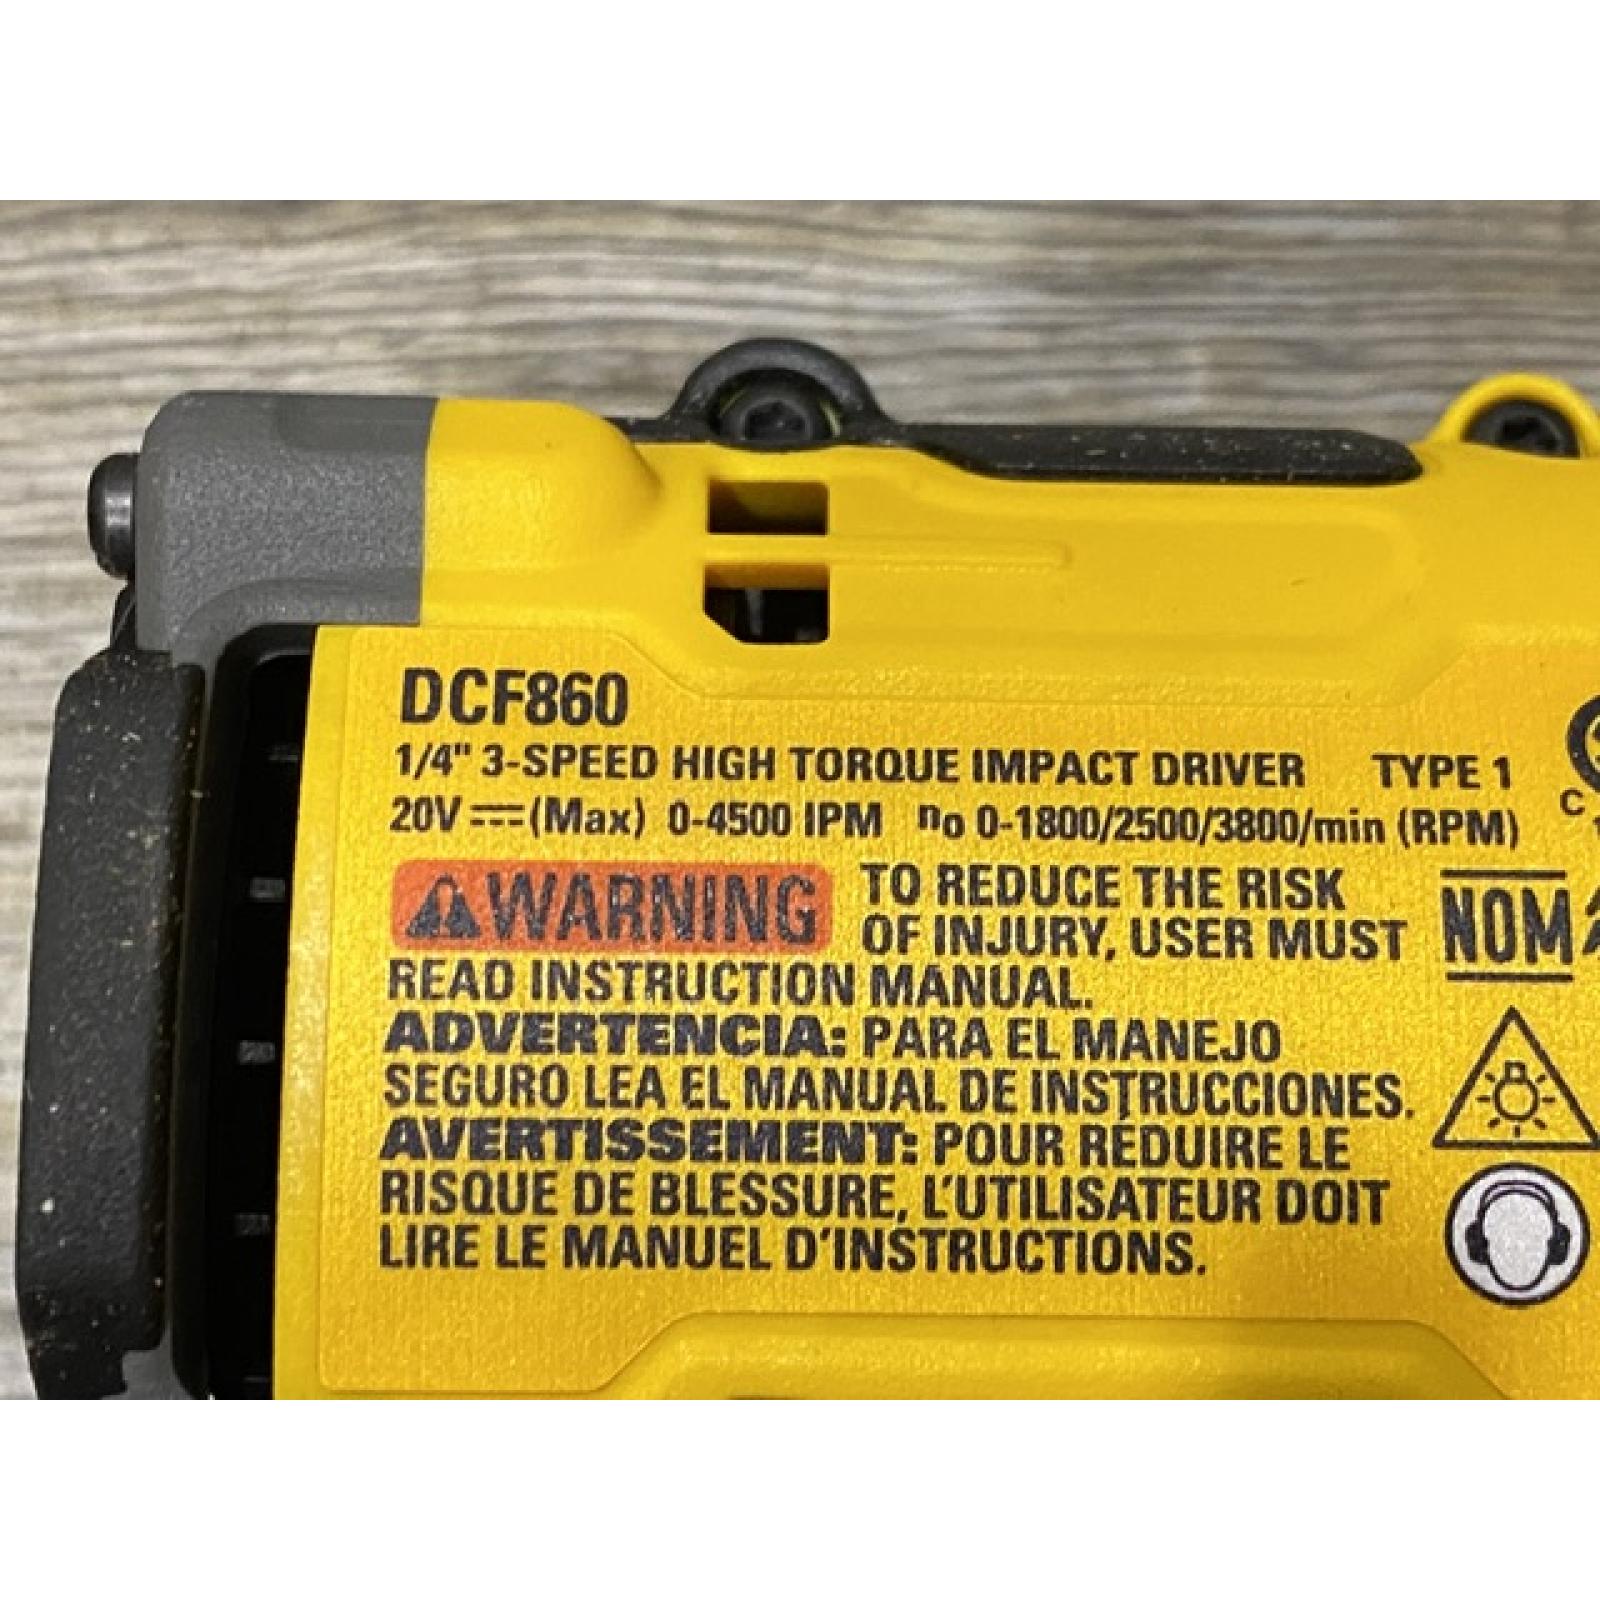 DCF860
1/4" 3-SPEED HIGH TORQUE IMPACT DRIVER TYPE 1
20V ⎓ (Max) 0-4500 IPM no 0-1800/2500/3800/min (RPM)
C
WARNING TO REDUCE THE RISK
OF INJURY, USER MUST
NOM
READ INSTRUCTION MANUAL.
ADVERTENCIA: PARA EL MANEJO
SEGURO LEA EL MANUAL DE INSTRUCCIONES.
AVERTISSEMENT: POUR RÉDUIRE LE
RISQUE DE BLESSURE, L'UTILISATEUR DOIT
LIRE LE MANUEL D'INSTRUCTIONS.